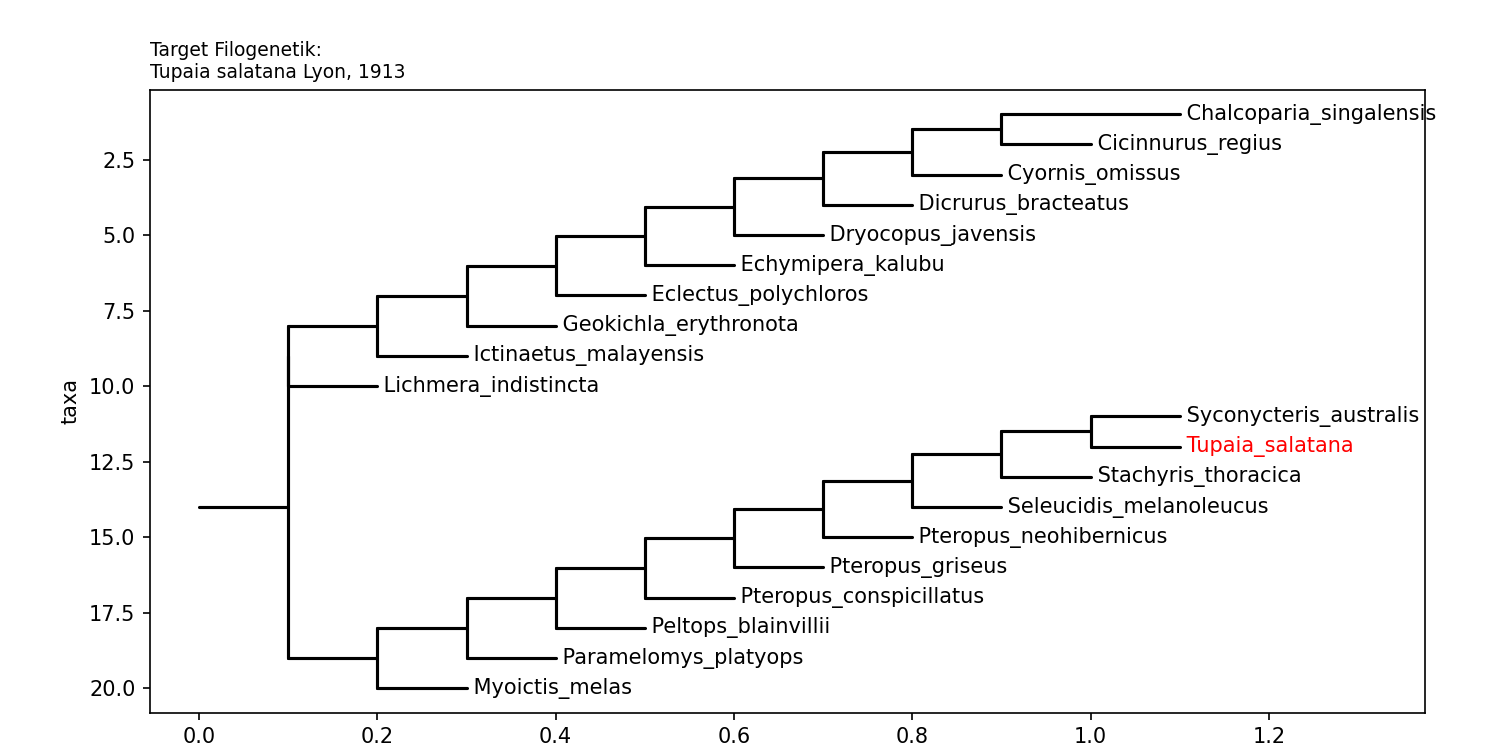 Target Filogenetik:
Tupaia salatana Lyon, 1913
Chalcoparia_singalensis
Cicinnurus_regius
2.5
Cyornis_omissus
Dicrurus_bracteatus
5.0
Dryocopus_javensis
Echymipera_kalubu
Eclectus_polychloros
7.5
Geokichla_erythronota
Ictinaetus_malayensis
10.0
Lichmera_indistincta
taxa
Syconycteris_australis
Tupaia_salatana
12.5
Stachyris_thoracica
Seleucidis_melanoleucus
15.0
Pteropus_neohibernicus
Pteropus_griseus
Pteropus_conspicillatus
17.5
Peltops_blainvillii
Paramelomys_platyops
20.0
Myoictis_melas
0.0 0.2 0.4 0.6 0.8 1.0 1.2